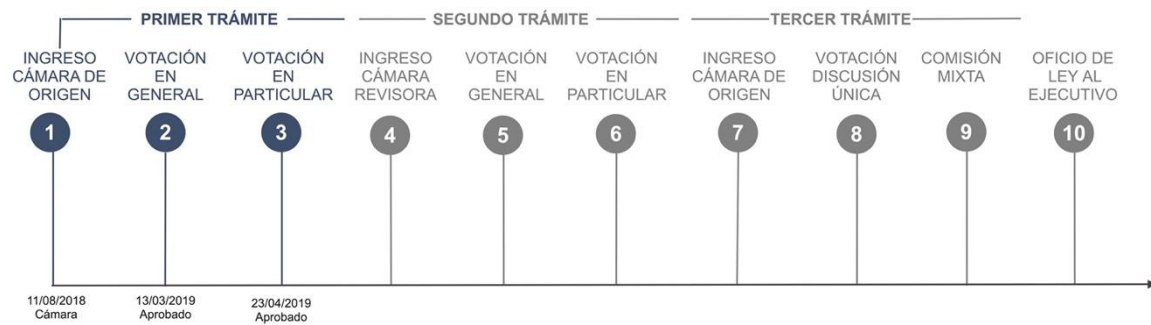 PRIMER TRÁMITE
SEGUNDO TRÁMITE
TERCER TRÁMITE
INGRESO
CÁMARA DE
ORIGEN
VOTACIÓN
EN
GENERAL
VOTACIÓN
EN
PARTICULAR
INGRESO
CÁMARA
REVISORA
VOTACIÓN
EN
GENERAL
VOTACIÓN
EN
PARTICULAR
INGRESO
CÁMARA DE
ORIGEN
VOTACIÓN
DISCUSIÓN
ÚNICA
COMISIÓN
MIXTA
OFICIO DE
LEY AL
EJECUTIVO
1
2
3
4
5
6
7
8
9
10
11/08/2018
Cámara
13/03/2019
Aprobado
23/04/2019
Aprobado